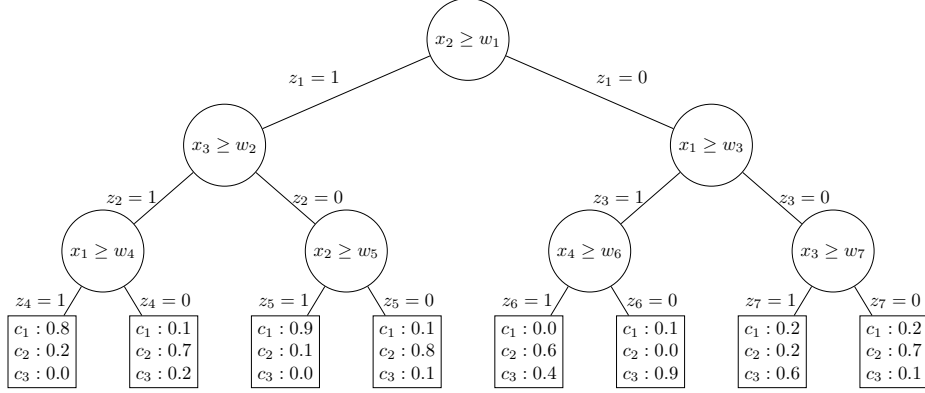 x₂ ≥ w₁
z₁ = 1
z₁ = 0
x₃ ≥ w₂
x₁ ≥ w₃
z₂ = 1
z₂ = 0
z₃ = 1
z₃ = 0
x₁ ≥ w₄
x₂ ≥ w₅
x₄ ≥ w₆
x₃ ≥ w₇
z₄ = 1
z₄ = 0
z₅ = 1
z₅ = 0
z₆ = 1
z₆ = 0
z₇ = 1
z₇ = 0
c₁ : 0.8
c₂ : 0.2
c₃ : 0.0
c₁ : 0.1
c₂ : 0.7
c₃ : 0.2
c₁ : 0.9
c₂ : 0.1
c₃ : 0.0
c₁ : 0.1
c₂ : 0.8
c₃ : 0.1
c₁ : 0.0
c₂ : 0.6
c₃ : 0.4
c₁ : 0.1
c₂ : 0.0
c₃ : 0.9
c₁ : 0.2
c₂ : 0.2
c₃ : 0.6
c₁ : 0.2
c₂ : 0.7
c₃ : 0.1